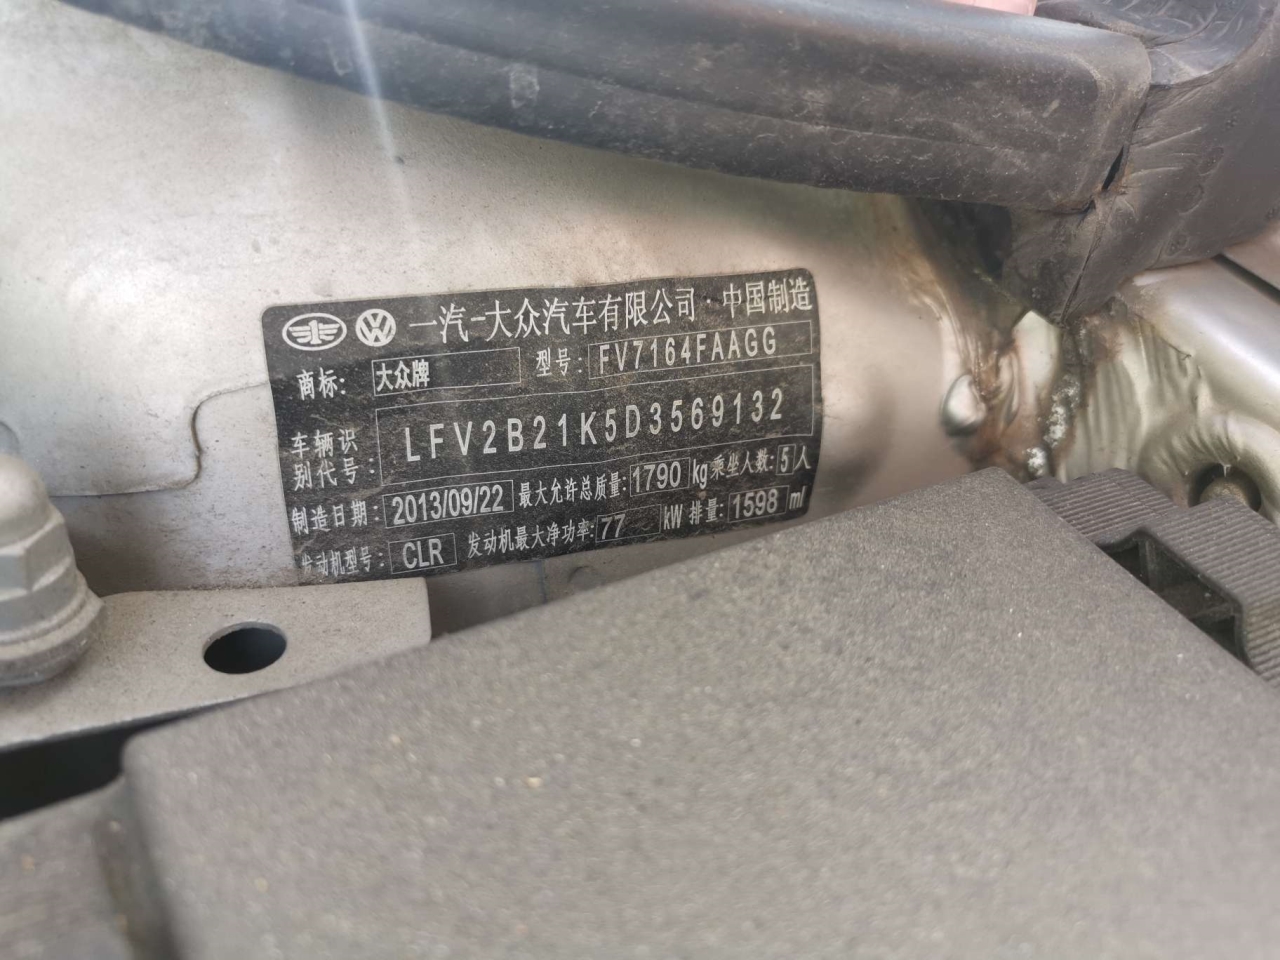 一汽-大众汽车有限公司 中国制造
商标: 大众牌 型号: FV7164FAAGG
车辆识别代号: LFV2B21K5D3569132
制造日期: 2013/09/22 最大允许总质量: 1790 kg 乘坐人数: 5 人
发动机型号: CLR 发动机最大净功率: 77 kW 排量: 1598 ml